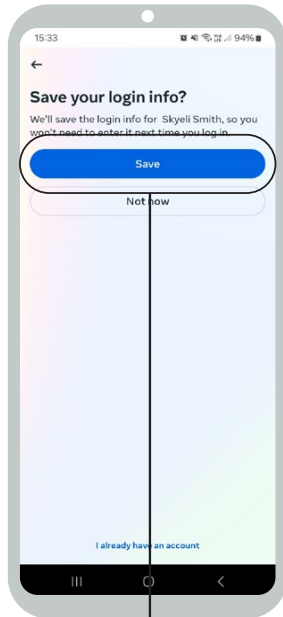 15:33 94%
Save your login info?
We'll save the login info for Skyeli Smith, so you
won't need to enter it next time you log in.
Save
Not now
I already have an account